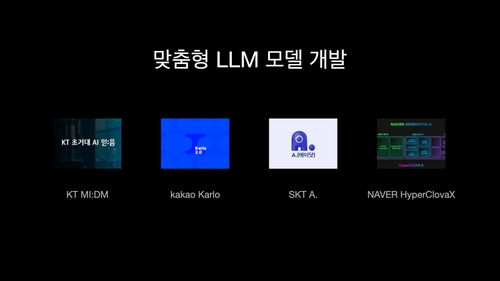 맞춤형 LLM 모델 개발
KT 초거대 AI 믿:음
Karlo
2.0
A.(에이닷)
NAVER GENERATIVE AI
HyperCLOVA X
KT MI:DM
kakao Karlo
SKT A.
NAVER HyperClovaX